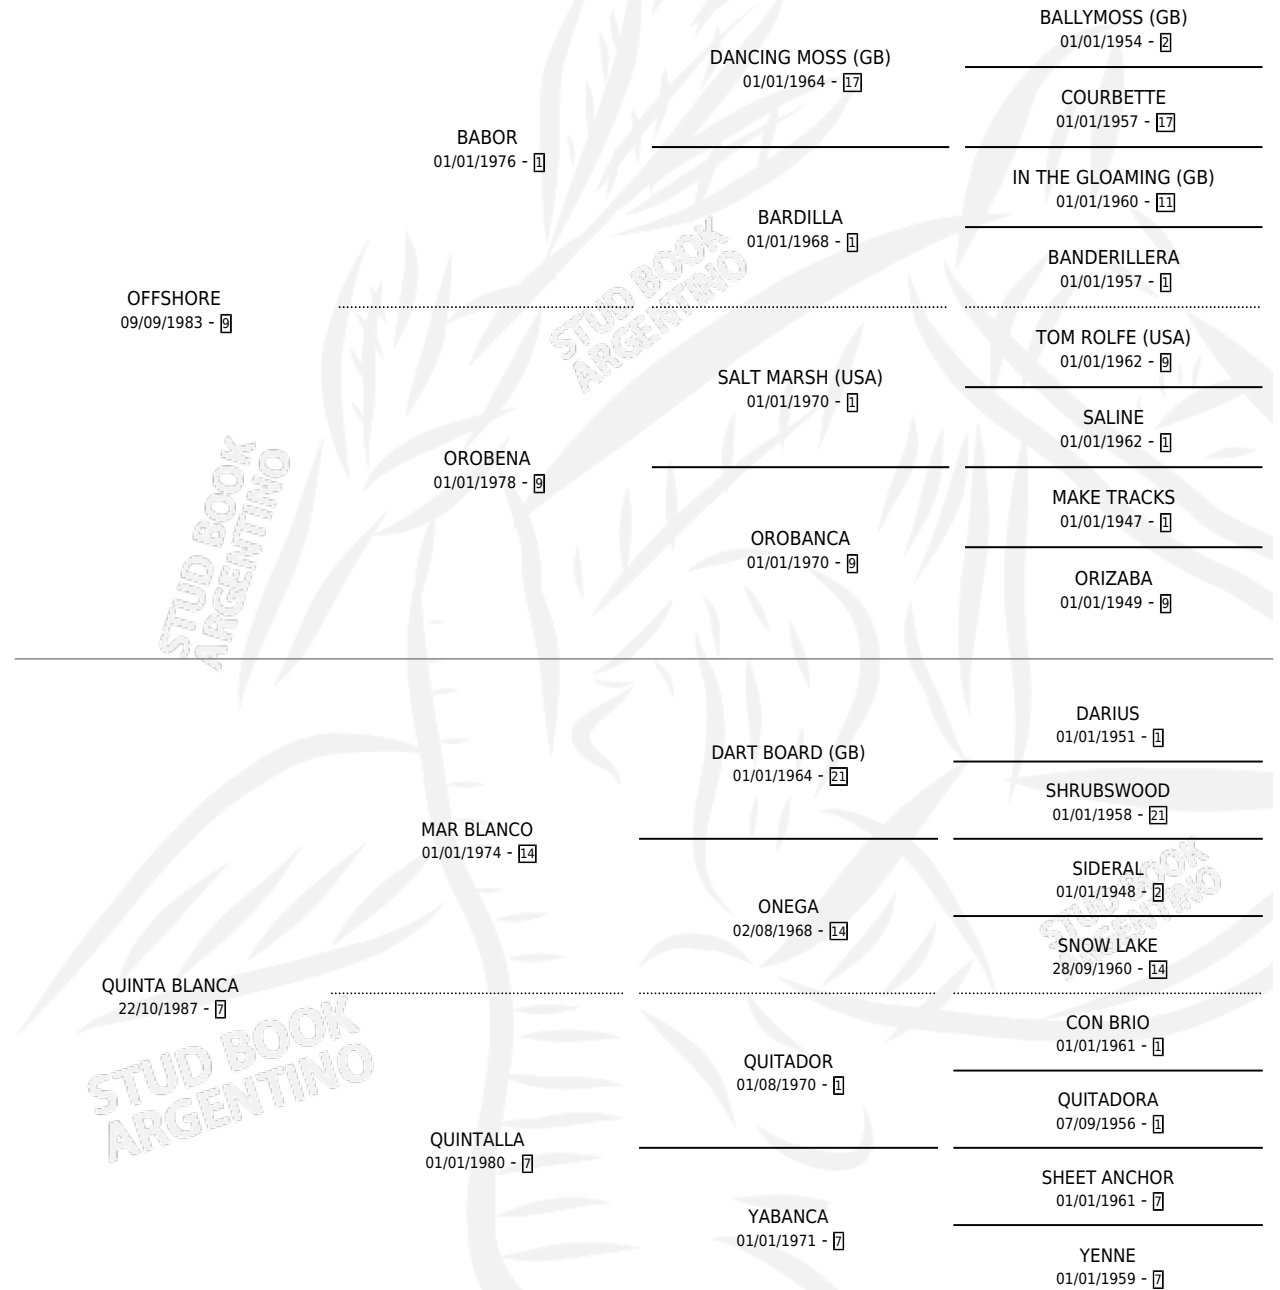 BALLYMOSS (GB)
01/01/1954 - 2
DANCING MOSS (GB)
01/01/1964 - 17
COURBETTE
01/01/1957 - 17
BABOR
01/01/1976 - 1
IN THE GLOAMING (GB)
01/01/1960 - 11
BARDILLA
01/01/1968 - 1
BANDERILLERA
01/01/1957 - 1
OFFSHORE
09/09/1983 - 9
STUD BOOK
ARGENTINO
TOM ROLFE (USA)
01/01/1962 - 9
SALT MARSH (USA)
01/01/1970 - 1
SALINE
01/01/1962 - 1
OROBENA
01/01/1978 - 9
MAKE TRACKS
01/01/1947 - 1
OROBANCA
01/01/1970 - 9
ORIZABA
01/01/1949 - 9
STUD BOOK
ARGENTINO
DARIUS
01/01/1951 - 1
DART BOARD (GB)
01/01/1964 - 21
SHRUBSWOOD
01/01/1958 - 21
MAR BLANCO
01/01/1974 - 14
SIDERAL
01/01/1948 - 2
ONEGA
02/08/1968 - 14
SNOW LAKE
28/09/1960 - 14
STUD BOOK
ARGENTINO
QUINTA BLANCA
22/10/1987 - 7
STUD BOOK
ARGENTINO
CON BRIO
01/01/1961 - 1
QUITADOR
01/08/1970 - 1
QUITADORA
07/09/1956 - 1
QUINTALLA
01/01/1980 - 7
SHEET ANCHOR
01/01/1961 - 7
YABANCA
01/01/1971 - 7
YENNE
01/01/1959 - 7